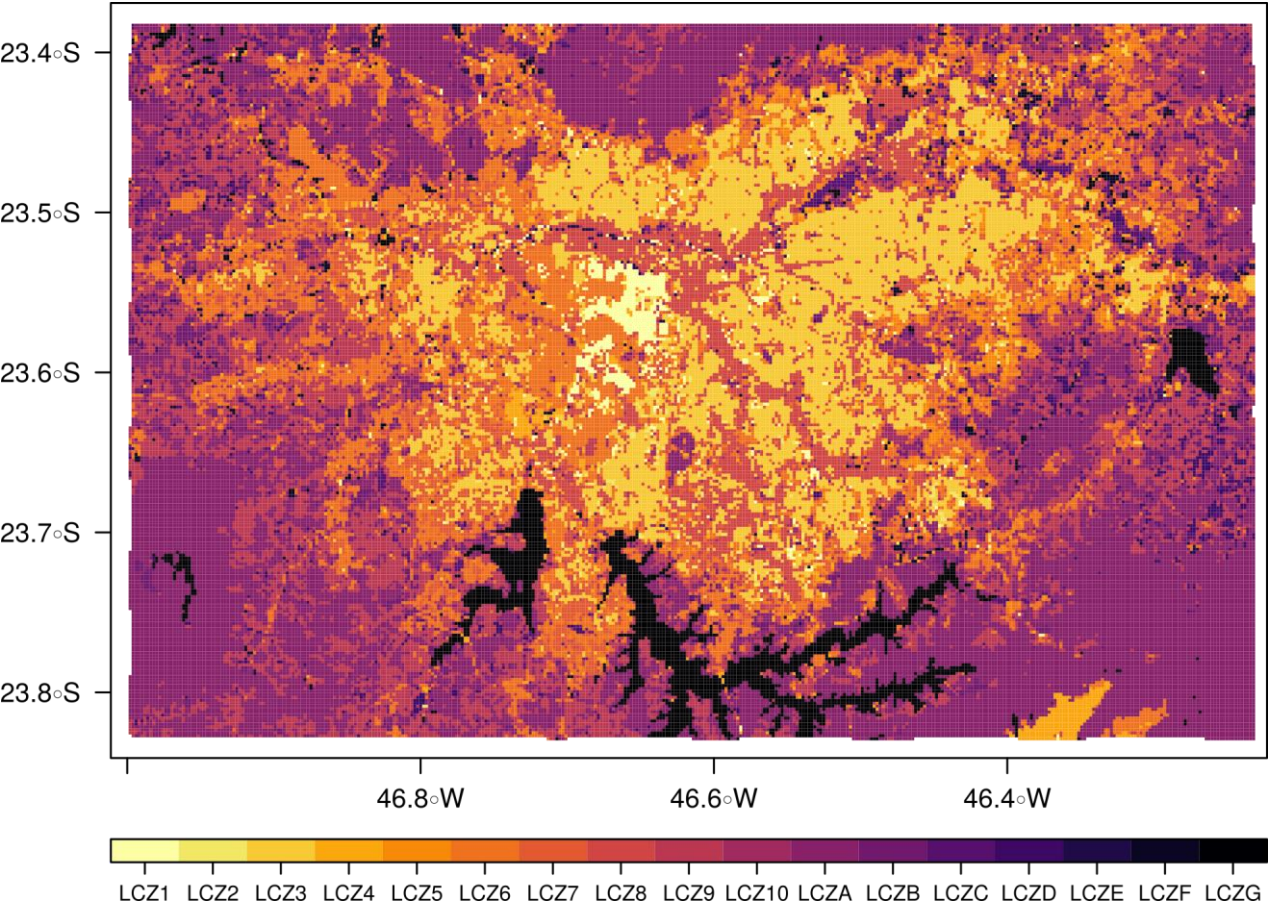 23.4◦S
23.5◦S
23.6◦S
23.7◦S
23.8◦S
46.8◦W 46.6◦W 46.4◦W
LCZ1 LCZ2 LCZ3 LCZ4 LCZ5 LCZ6 LCZ7 LCZ8 LCZ9 LCZ10 LCZA LCZB LCZC LCZD LCZE LCZF LCZG